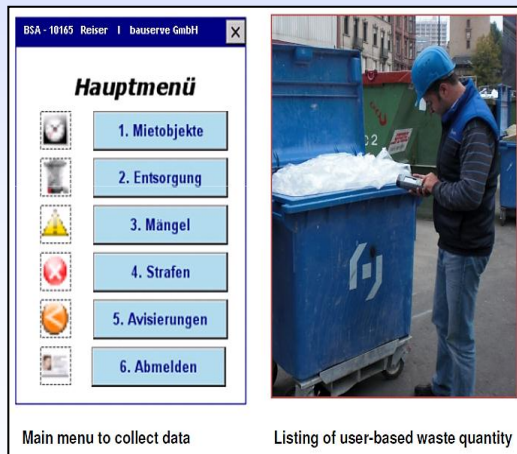 BSA - 10165 Reiser I bauserve GmbH
Hauptmenü
1. Mietobjekte
2. Entsorgung
3. Mängel
4. Strafen
5. Avisierungen
6. Abmelden
Main menu to collect data
Listing of user-based waste quantity